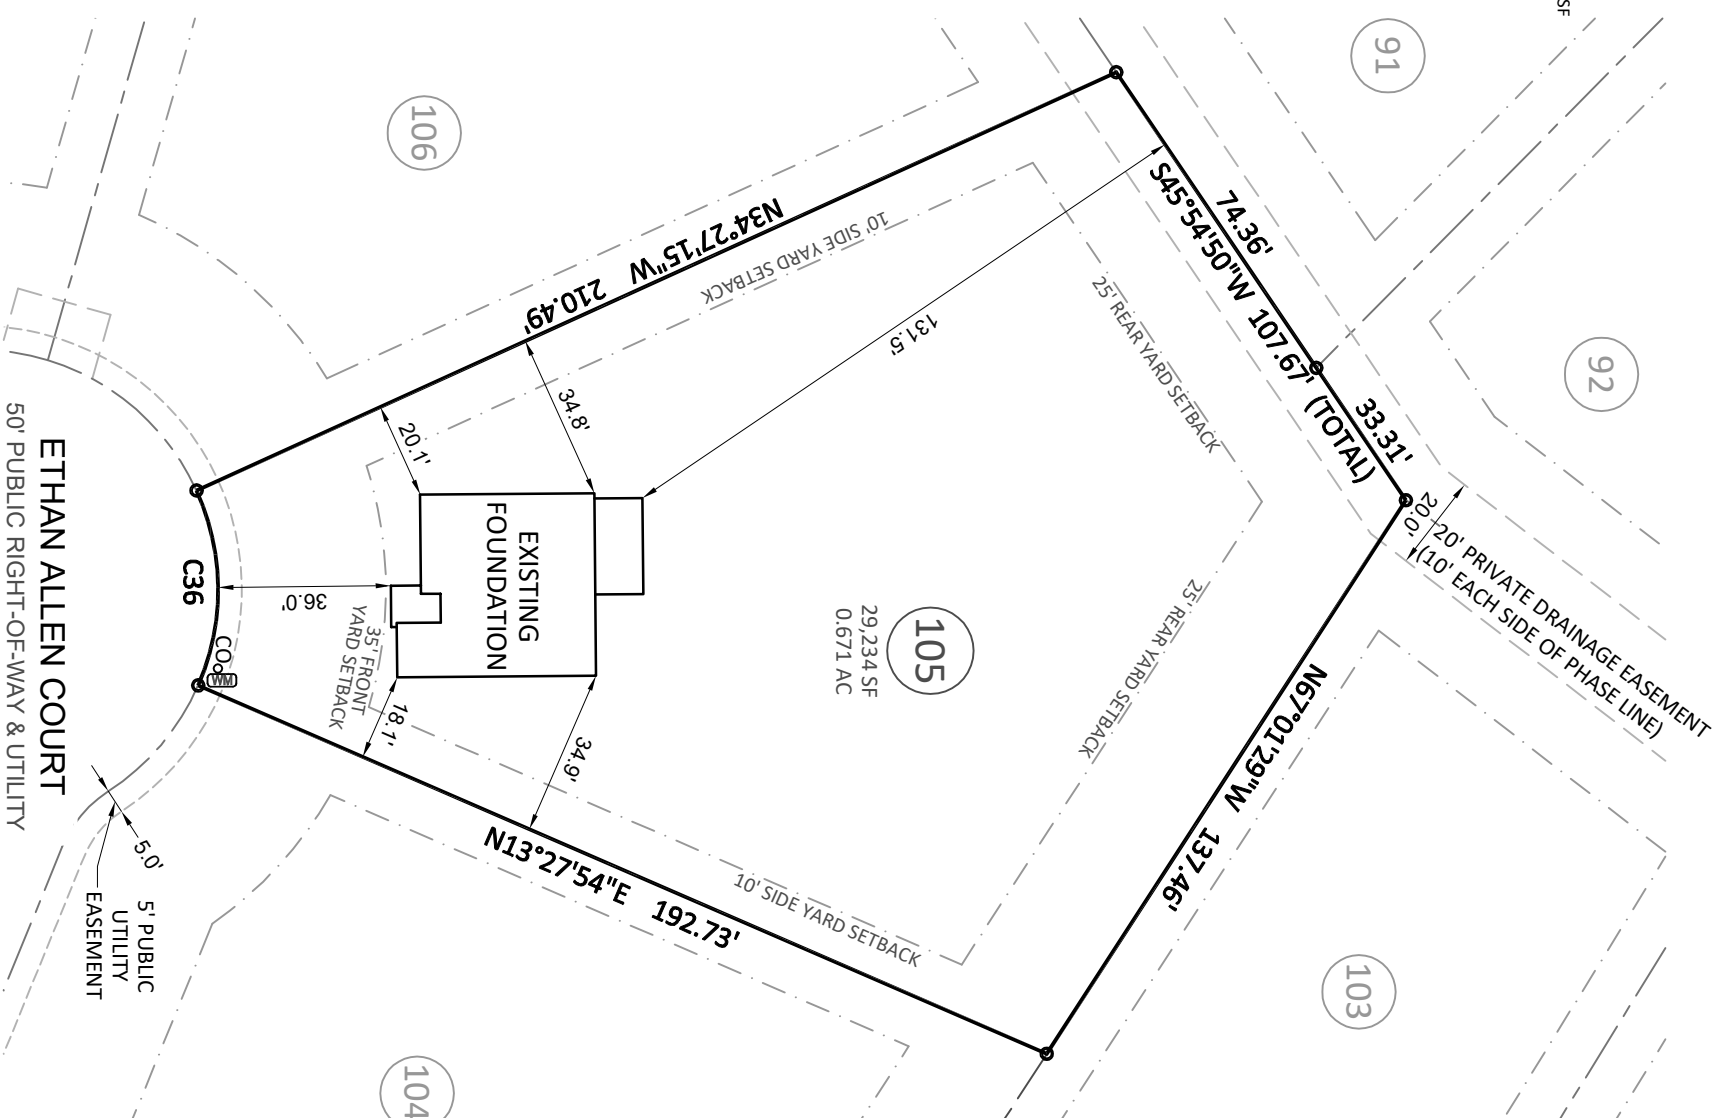 SF
91
106
92
74.36'
S45°54'50"W 107.67' (TOTAL)
33.31'
N34°27'15"W 210.49'
10' SIDE YARD SETBACK
131.5'
25' REAR YARD SETBACK
34.8'
20.1'
20.0'
20' PRIVATE DRAINAGE EASEMENT
(10' EACH SIDE OF PHASE LINE)
EXISTING
FOUNDATION
105
29,234 SF
0.671 AC
25' REAR YARD SETBACK
N67°01'29"W 137.46'
C36
36.0'
35' FRONT
YARD SETBACK
CO
WM
18.1'
34.9'
N13°27'54"E 192.73'
10' SIDE YARD SETBACK
ETHAN ALLEN COURT
50' PUBLIC RIGHT-OF-WAY & UTILITY
5.0'
5' PUBLIC
UTILITY
EASEMENT
103
104